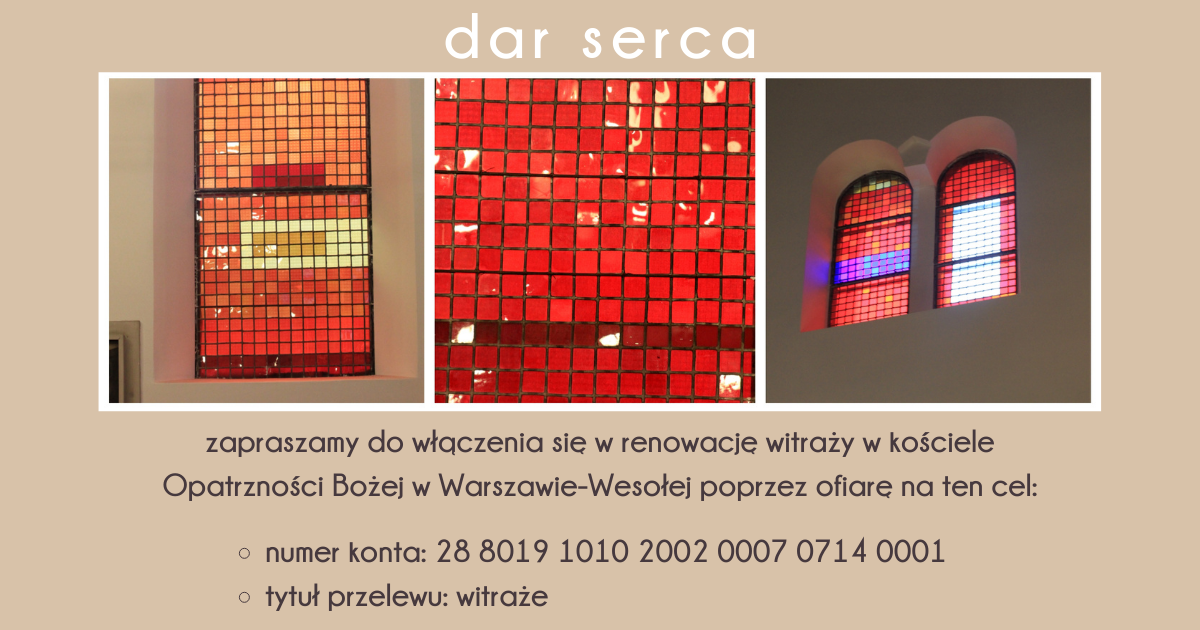 dar serca
zapraszamy do włączenia się w renowację witraży w kościele
Opatrzności Bożej w Warszawie-Wesołej poprzez ofiarę na ten cel:
numer konta: 28 8019 1010 2002 0007 0714 0001
tytuł przelewu: witraże